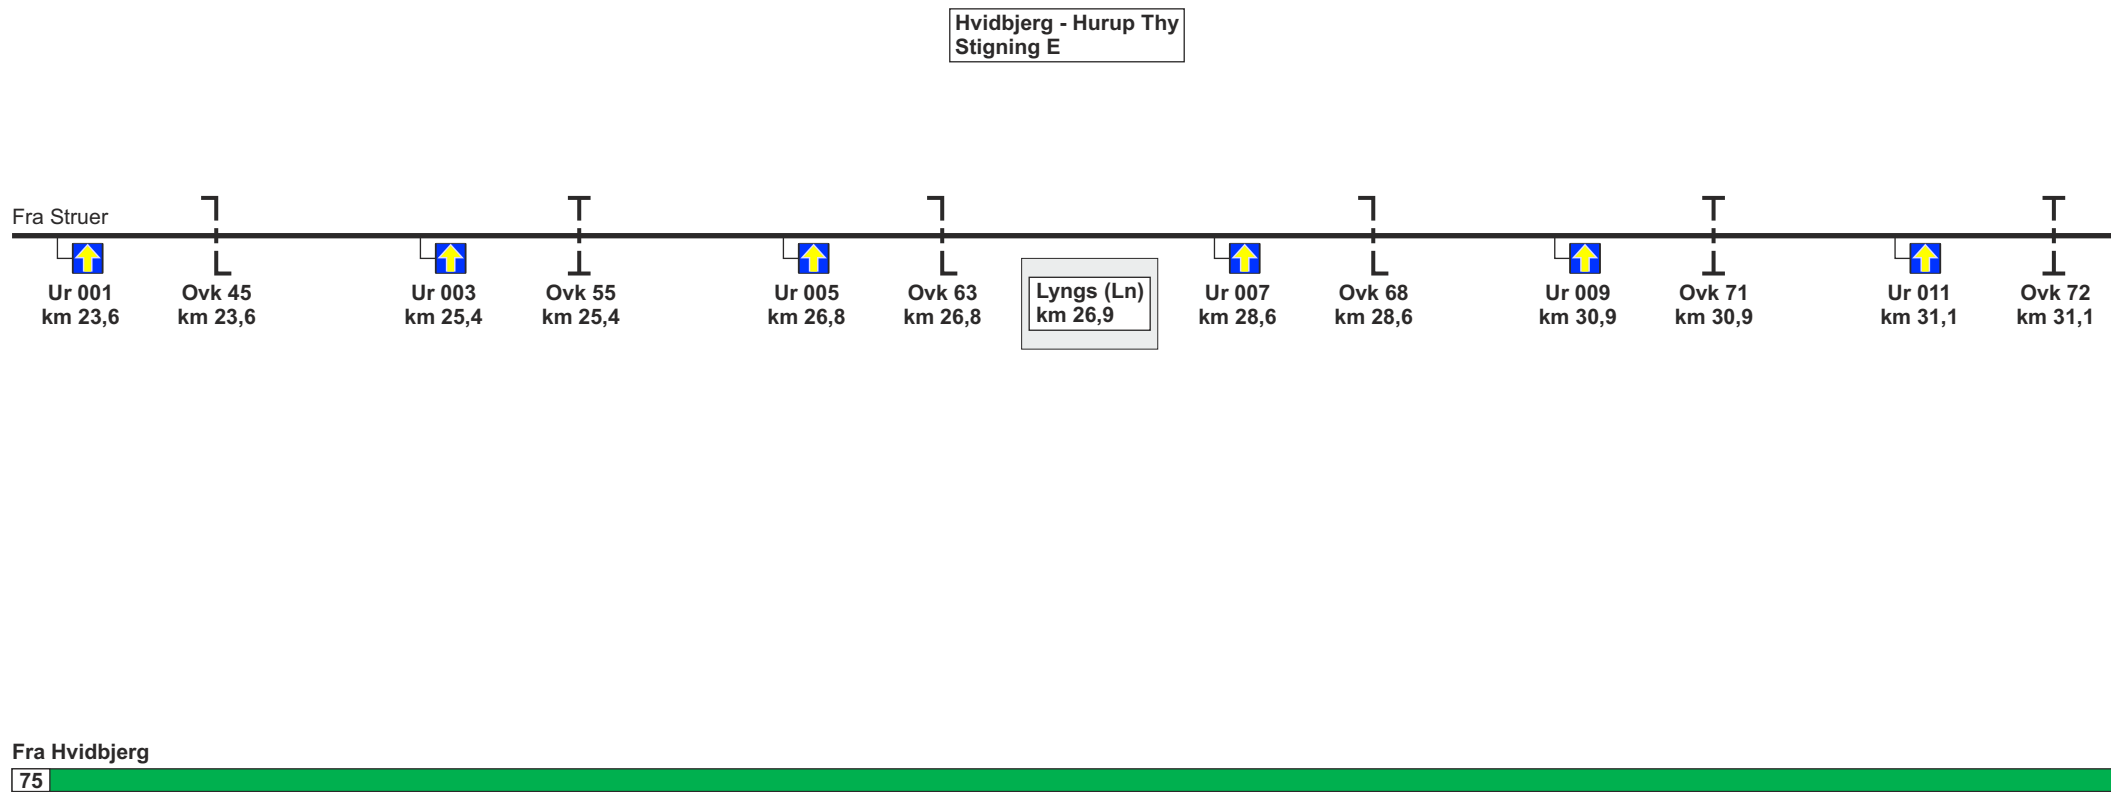 Hvidbjerg - Hurup Thy
Stigning E
Fra Struer
Ur 001
km 23,6
Ovk 45
km 23,6
Ur 003
km 25,4
Ovk 55
km 25,4
Ur 005
km 26,8
Ovk 63
km 26,8
Lyngs (Ln)
km 26,9
Ur 007
km 28,6
Ovk 68
km 28,6
Ur 009
km 30,9
Ovk 71
km 30,9
Ur 011
km 31,1
Ovk 72
km 31,1
Fra Hvidbjerg
75